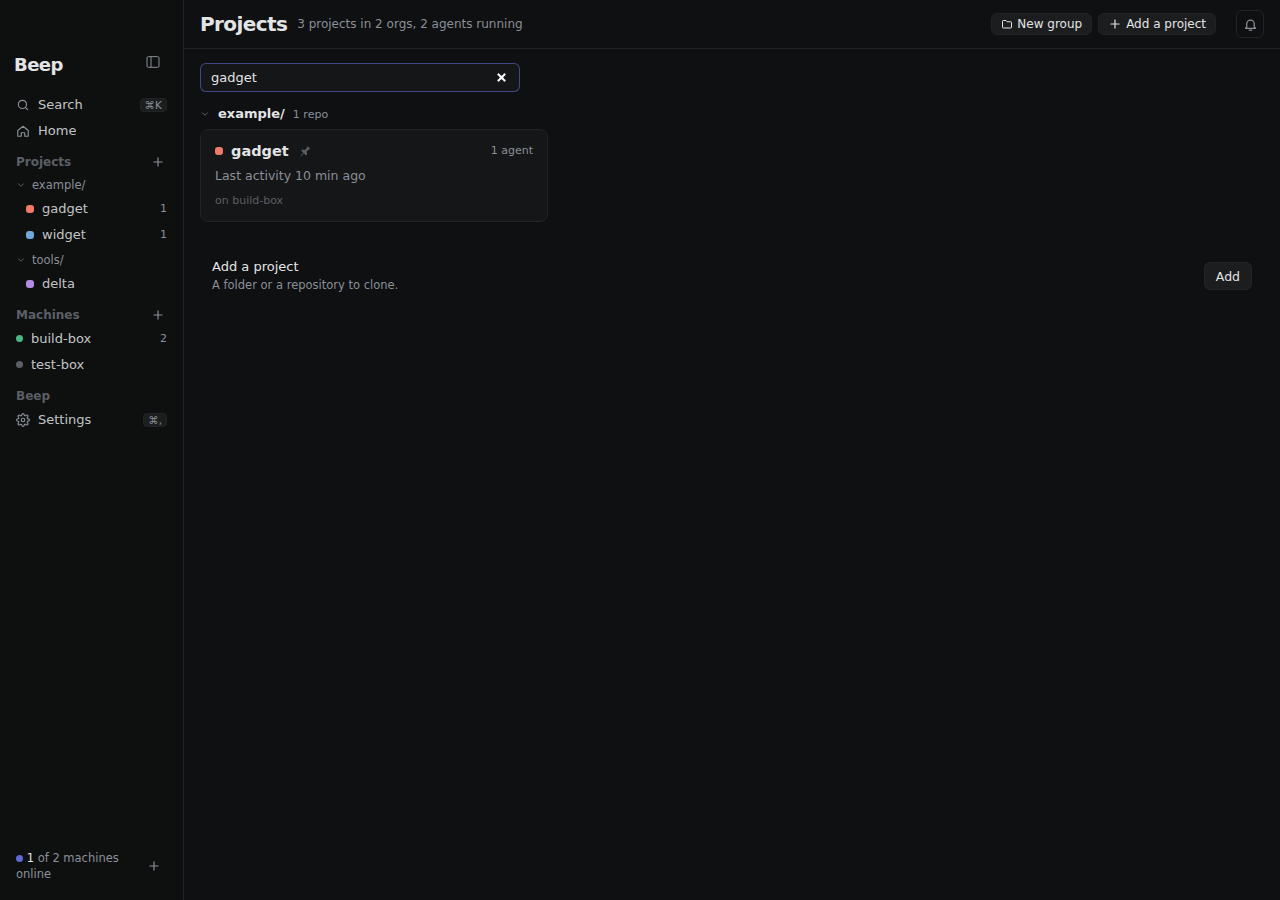 Beep
Search ⌘K
Home
Projects
example/
gadget 1
widget 1
tools/
delta
Machines
build-box 2
test-box
Beep
Settings ⌘,
1 of 2 machines
online
Projects 3 projects in 2 orgs, 2 agents running
New group
Add a project
gadget
example/ 1 repo
gadget 1 agent
Last activity 10 min ago
on build-box
Add a project
A folder or a repository to clone.
Add